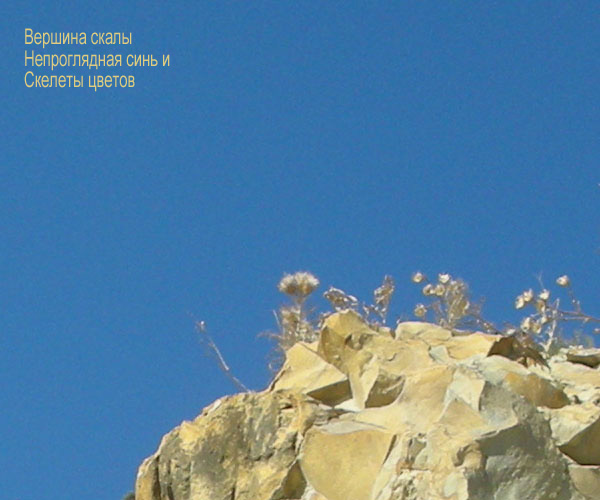 Вершина скалы
Непроглядная синь и
Скелеты цветов